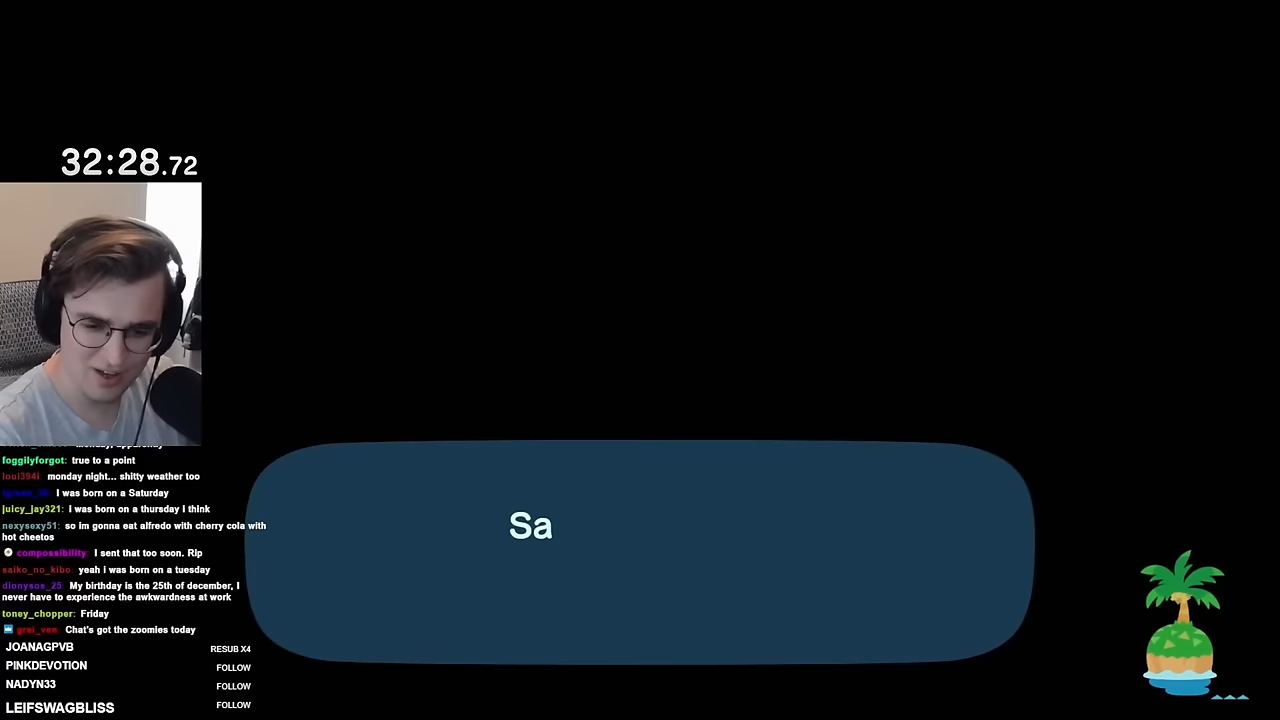 32:28.72
foggilyforgot: true to a point
monday night... shitty weather too
I was born on a Saturday
juicy_jay321: i was born on a thursday I think
nexysexy51: so im gonna eat alfredo with cherry cola with
hot cheetos
compossibility: I sent that too soon. Rip
saiko_no_kibo: yeah i was born on a tuesday
dionysos_25: My birthday is the 25th of december, I
never have to experience the awkwardness at work
toney_chopper: Friday
Chat's got the zoomies today
JOANAGPVB RESUB X4
PINKDEVOTION FOLLOW
NADYN33 FOLLOW
LEIFSWAGBLISS FOLLOW
Sa